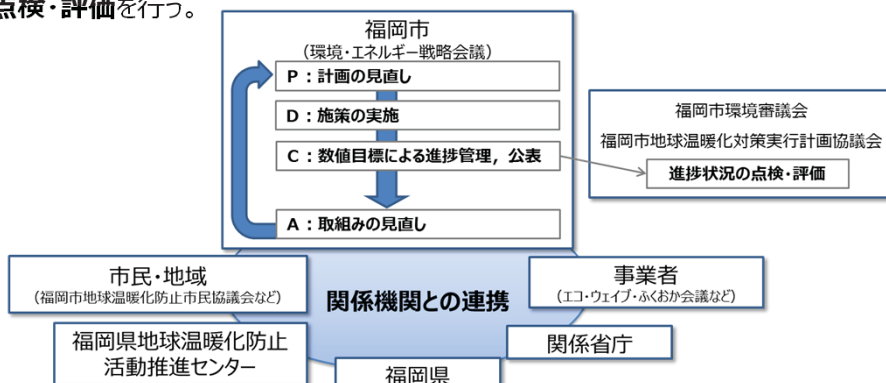 点検・評価を行う。
福岡市
（環境・エネルギー戦略会議）
P：計画の見直し
D：施策の実施
C：数値目標による進捗管理，公表
A：取組みの見直し
福岡市環境審議会
福岡市地球温暖化対策実行計画協議会
進捗状況の点検・評価
市民・地域
（福岡市地球温暖化防止市民協議会など）
関係機関との連携
事業者
（エコ・ウェイブ・ふくおか会議など）
福岡県地球温暖化防止
活動推進センター
関係省庁
福岡県